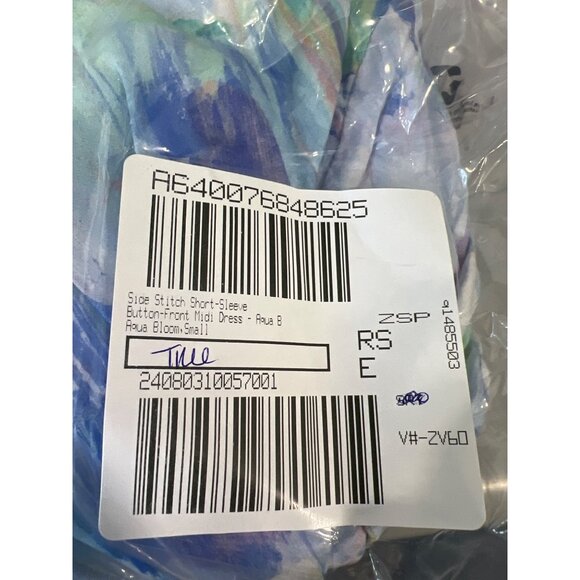 A640076848625
Side Stitch Short-Sleeve
Button-Front Midi Dress - Aqua B
Aqua Bloom,Small
24080310057001
ZSP
RS
E
V#-ZV60
91485503